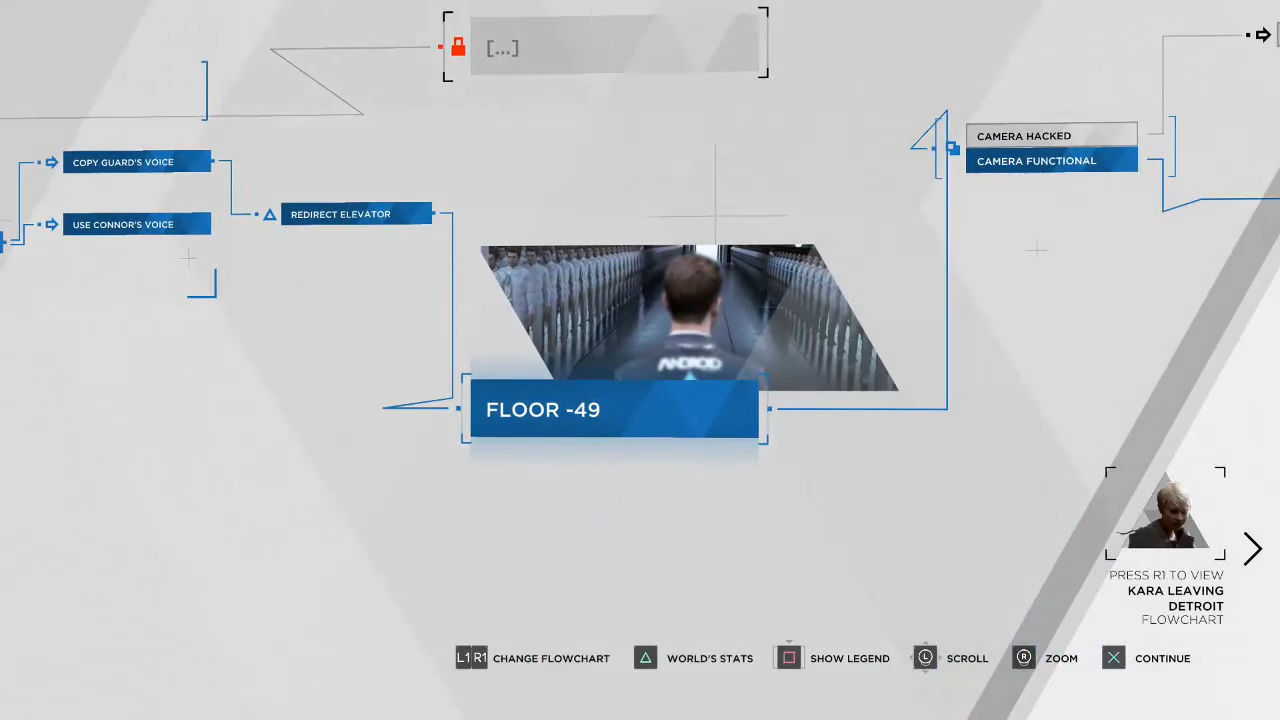 [...]
CAMERA HACKED
COPY GUARD'S VOICE
CAMERA FUNCTIONAL
REDIRECT ELEVATOR
USE CONNOR'S VOICE
ANDROID
FLOOR -49
PRESS R1 TO VIEW
KARA LEAVING
DETROIT
FLOWCHART
L1 R1 CHANGE FLOWCHART
WORLD'S STATS
SHOW LEGEND
L SCROLL
R ZOOM
CONTINUE